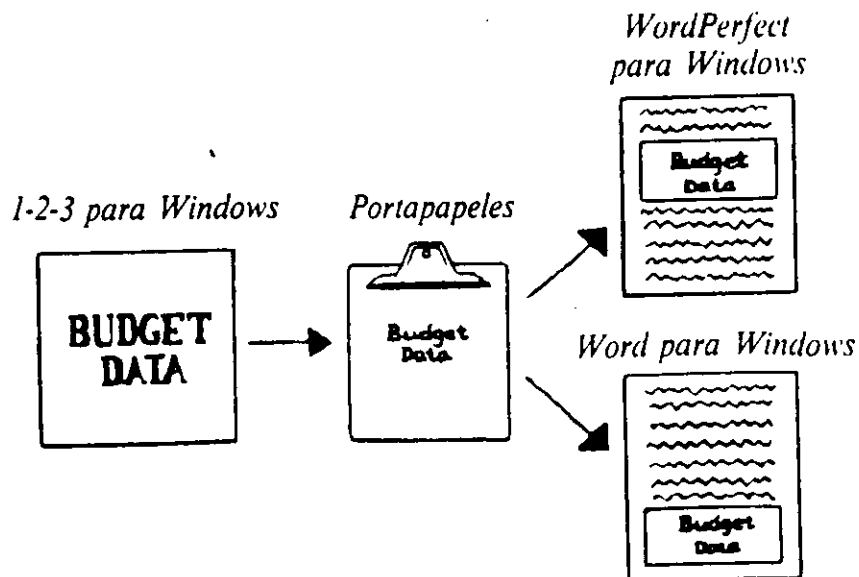 WordPerfect
para Windows
Budget
Data
1-2-3 para Windows
Portapapeles
BUDGET
DATA
Budget
Data
Word para Windows
Budget
Data